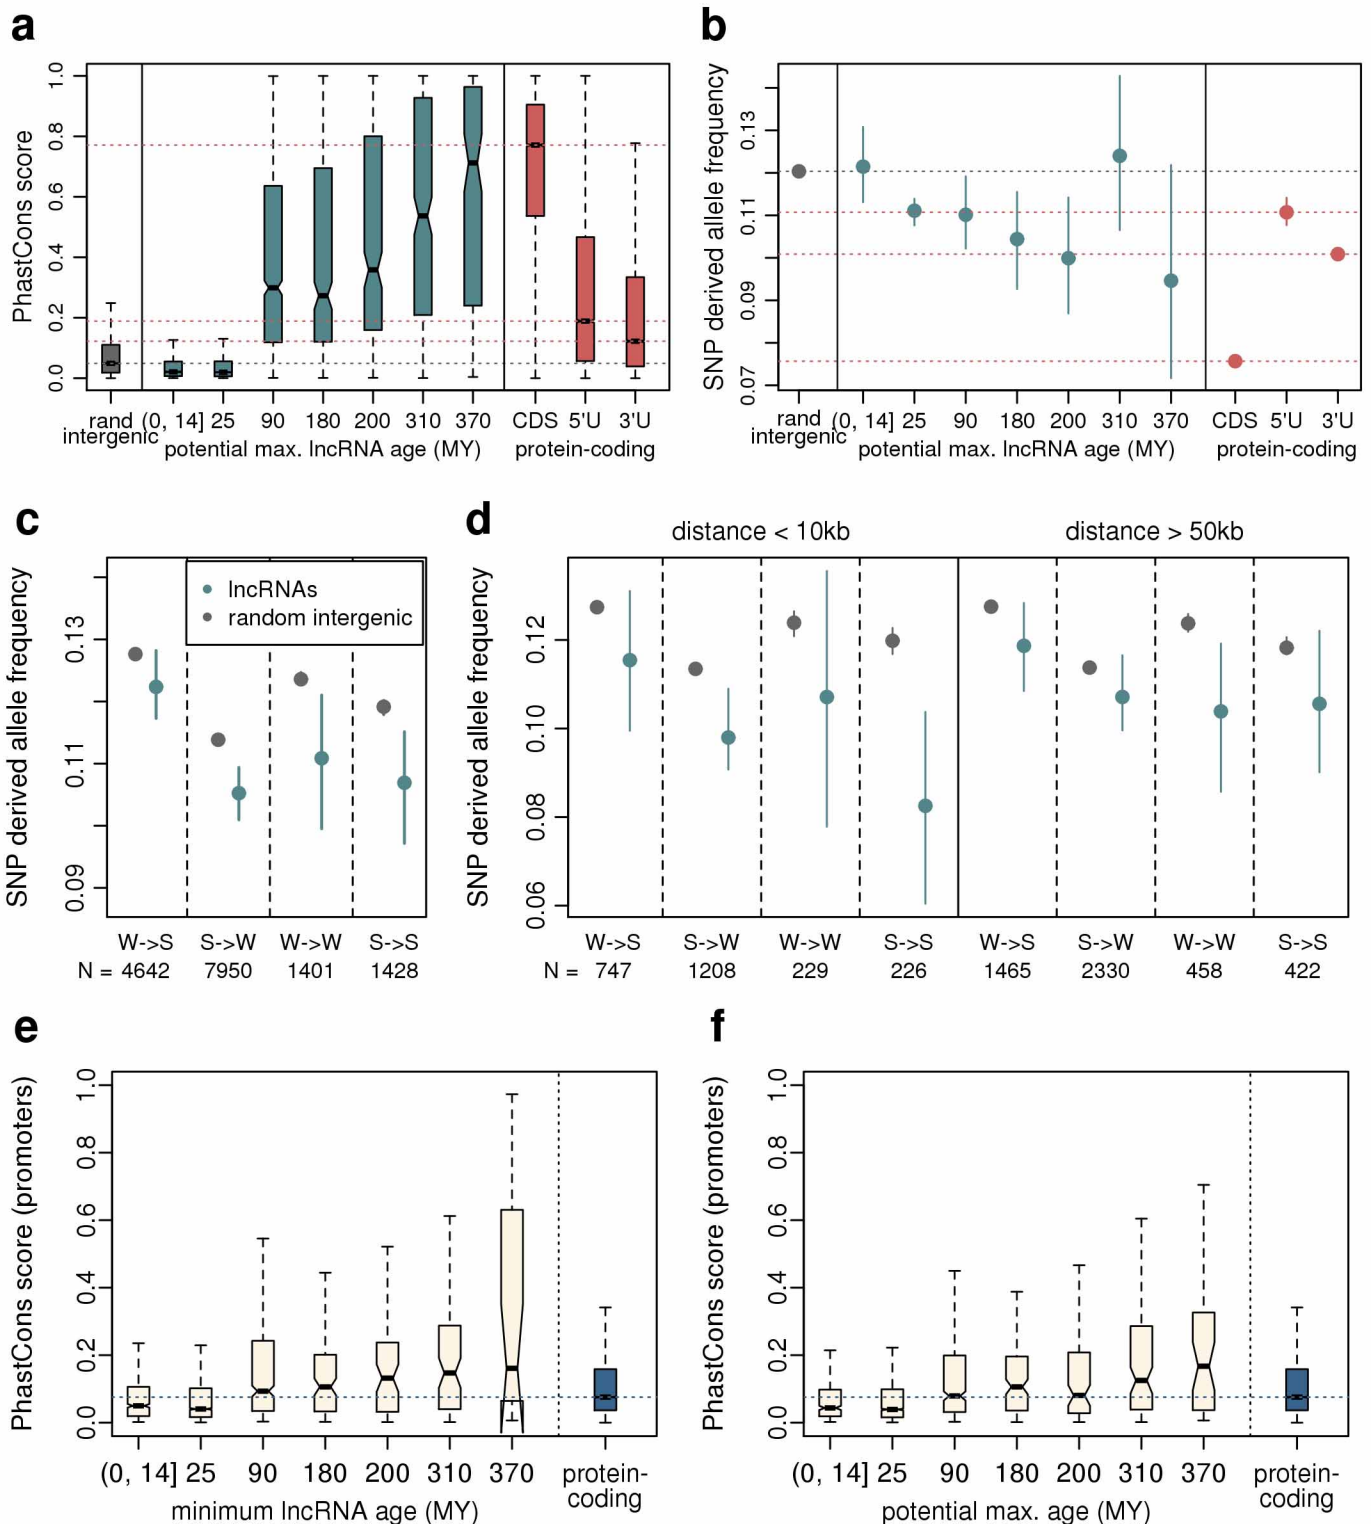 a
PhastCons score
1.0
0.8
0.6
0.4
0.2
0.0
rand
intergenic
(0, 14] 25 90 180 200 310 370
potential max. lncRNA age (MY)
CDS 5'U 3'U
protein-coding
b
SNP derived allele frequency
0.13
0.11
0.09
0.07
rand
intergenic
(0, 14] 25 90 180 200 310 370
potential max. lncRNA age (MY)
CDS 5'U 3'U
protein-coding
c
SNP derived allele frequency
0.13
0.11
0.09
lncRNAs
random intergenic
W->S S->W W->W S->S
N = 4642 7950 1401 1428
d
distance < 10kb distance > 50kb
SNP derived allele frequency
0.12
0.10
0.08
0.06
W->S S->W W->W S->S W->S S->W W->W S->S
N = 747 1208 229 226 1465 2330 458 422
e
PhastCons score (promoters)
1.0
0.8
0.6
0.4
0.2
0.0
(0, 14] 25 90 180 200 310 370
minimum lncRNA age (MY)
protein-
coding
f
PhastCons score (promoters)
1.0
0.8
0.6
0.4
0.2
0.0
(0, 14] 25 90 180 200 310 370
potential max. age (MY)
protein-
coding